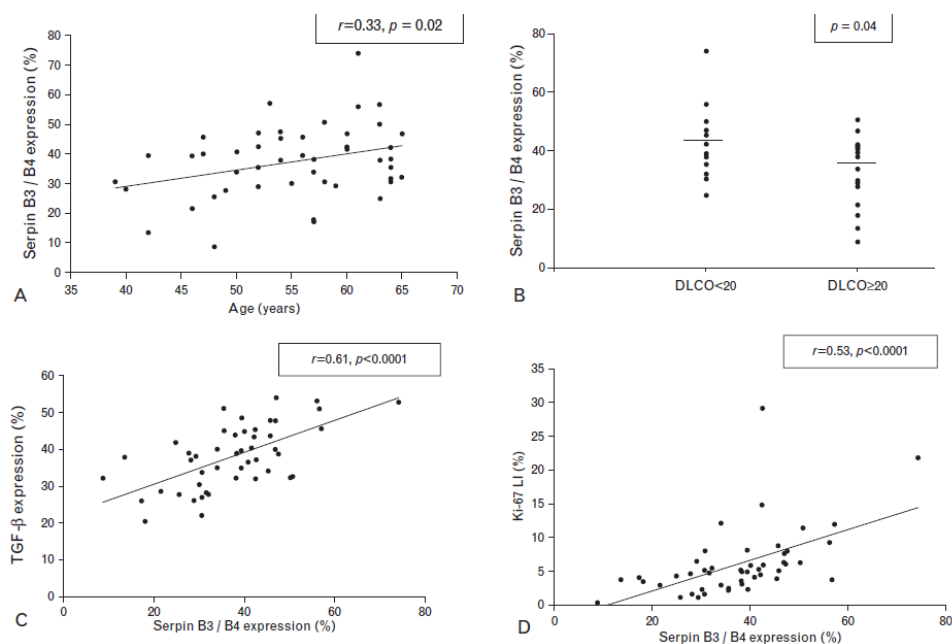 r=0.33, p = 0.02
80
70
60
50
40
30
20
10
0
Serpin B3 / B4 expression (%)
35
40
45
50
55
60
65
70
Age (years)
A
p = 0.04
80
60
40
20
0
Serpin B3 / B4 expression (%)
DLCO<20
DLCO≥20
B
r=0.61, p<0.0001
60
50
40
30
20
10
0
TGF-β expression (%)
0
20
40
60
80
Serpin B3 / B4 expression (%)
C
r=0.53, p<0.0001
35
30
25
20
15
10
5
0
Ki-67 LI (%)
0
20
40
60
80
Serpin B3 / B4 expression (%)
D